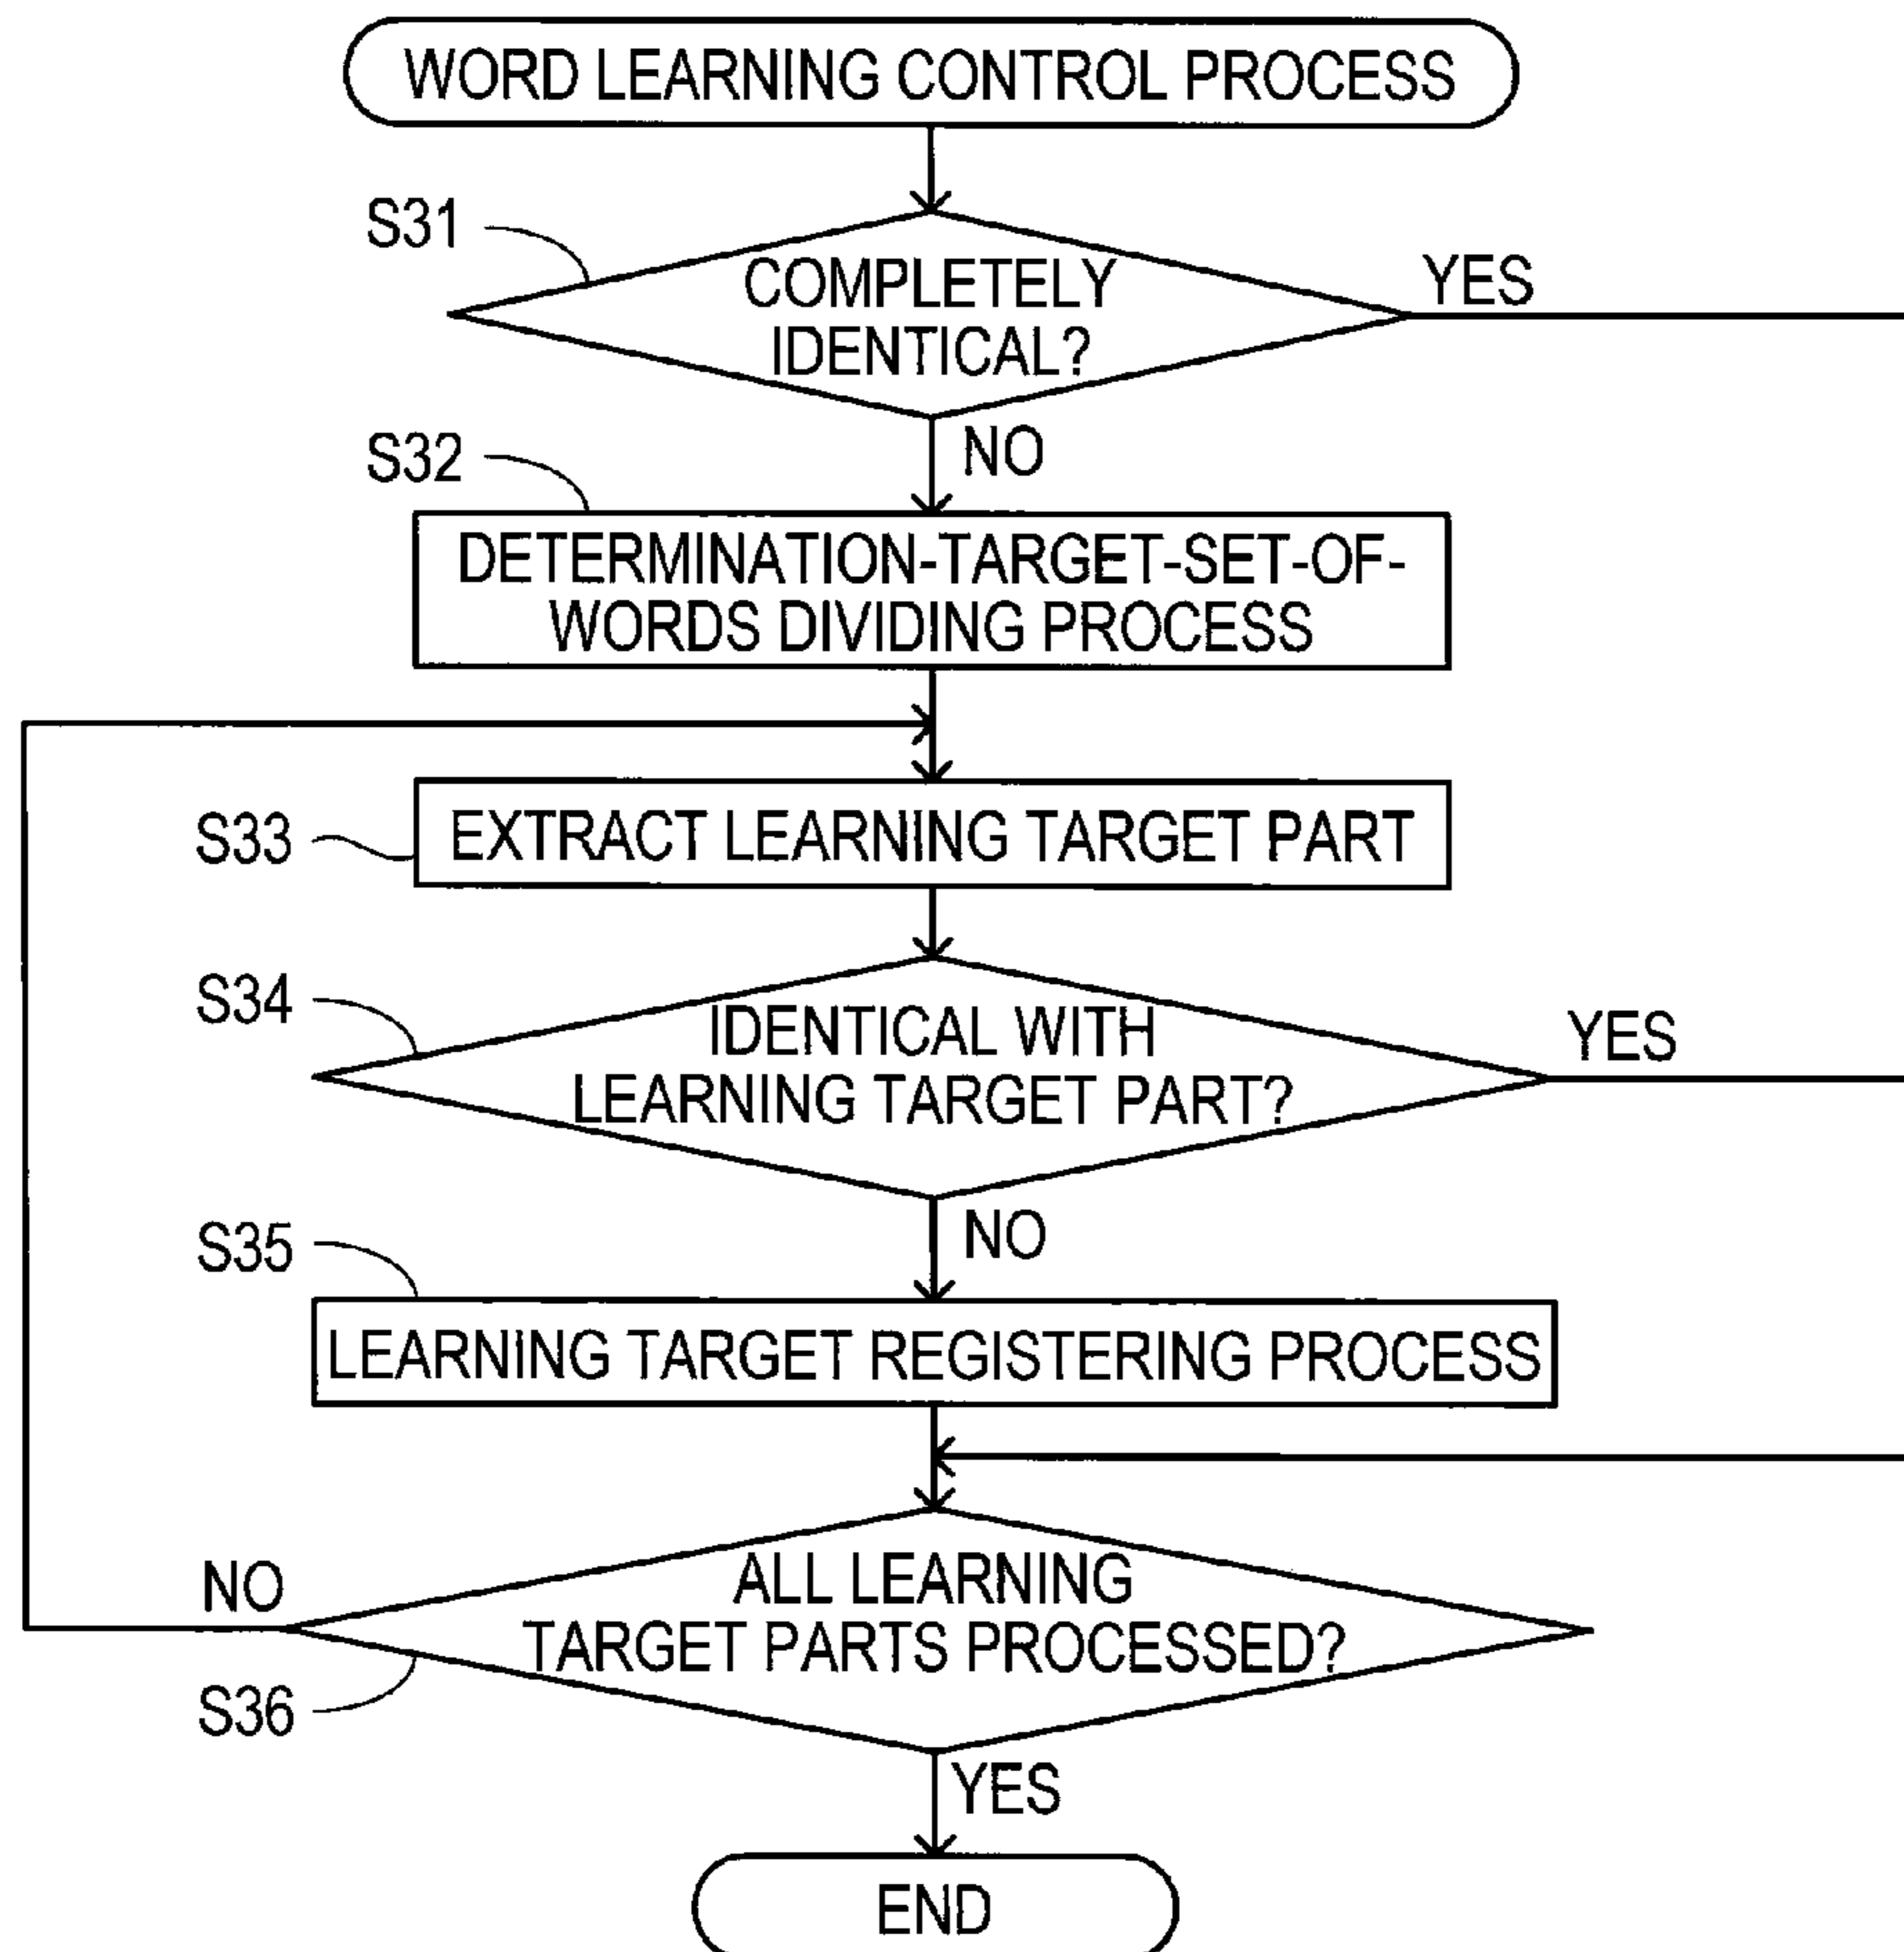 WORD LEARNING CONTROL PROCESS
S31
COMPLETELY
IDENTICAL?
YES
NO
S32
DETERMINATION-TARGET-SET-OF-
WORDS DIVIDING PROCESS
S33
EXTRACT LEARNING TARGET PART
S34
IDENTICAL WITH
LEARNING TARGET PART?
YES
NO
S35
LEARNING TARGET REGISTERING PROCESS
NO
ALL LEARNING
TARGET PARTS PROCESSED?
S36
YES
END